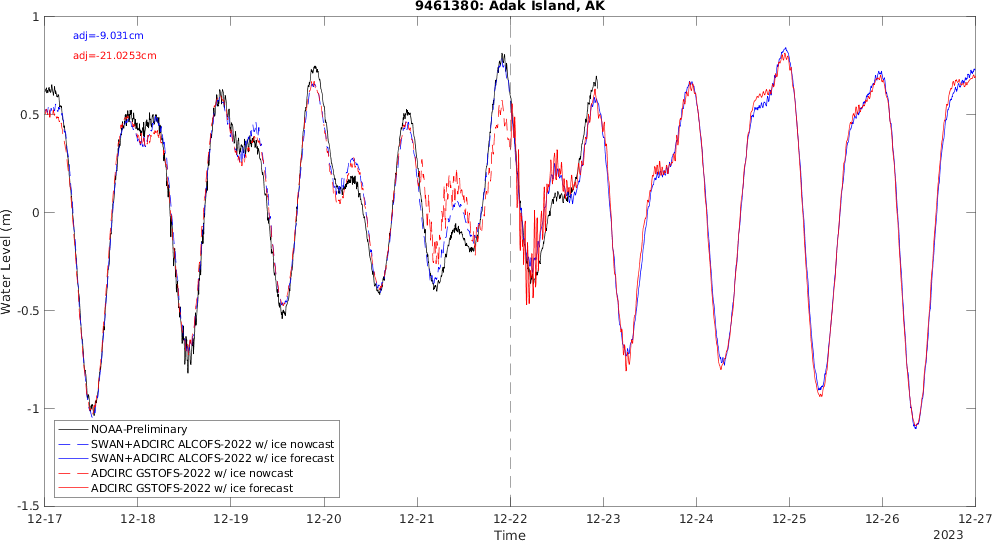 9461380: Adak Island, AK
adj=-9.031cm
adj=-21.0253cm
Water Level (m)
1
0.5
0
-0.5
-1
-1.5
NOAA-Preliminary
SWAN+ADCIRC ALCOFS-2022 w/ ice nowcast
SWAN+ADCIRC ALCOFS-2022 w/ ice forecast
ADCIRC GSTOFS-2022 w/ ice nowcast
ADCIRC GSTOFS-2022 w/ ice forecast
12-17 12-18 12-19 12-20 12-21 12-22 12-23 12-24 12-25 12-26 12-27
Time
2023